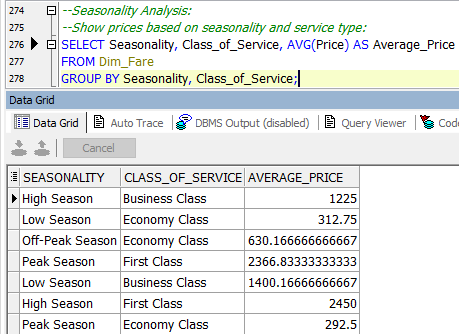 274 --Seasonality Analysis:
275 --Show prices based on seasonality and service type:
276 SELECT Seasonality, Class_of_Service, AVG(Price) AS Average_Price
277 FROM Dim_Fare
278 GROUP BY Seasonality, Class_of_Service;
Data Grid
Data Grid Auto Trace DBMS Output (disabled) Query Viewer Code
Cancel
SEASONALITY CLASS_OF_SERVICE AVERAGE_PRICE
High Season Business Class 1225
Low Season Economy Class 312.75
Off-Peak Season Economy Class 630.166666666667
Peak Season First Class 2366.83333333333
Low Season Business Class 1400.16666666667
High Season First Class 2450
Peak Season Economy Class 292.5